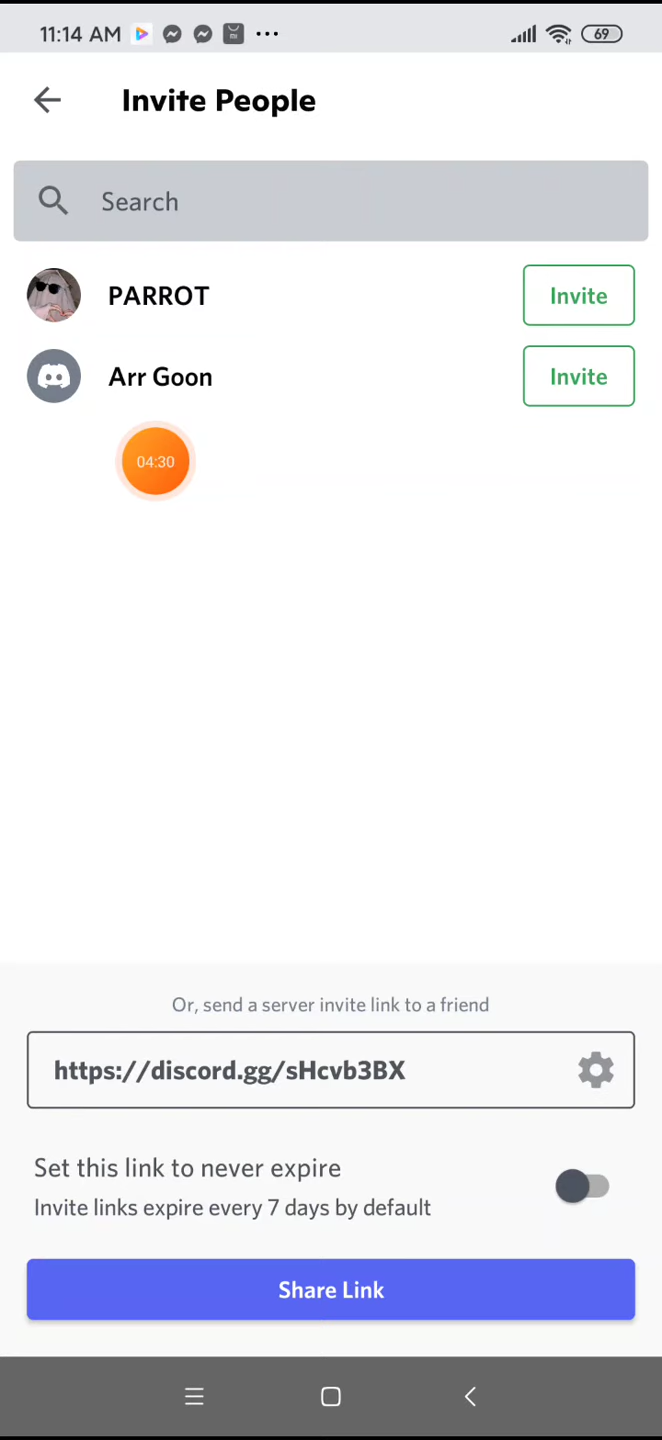 11:14 AM
69
Invite People
Search
PARROT
Invite
Arr Goon
Invite
04:30
Or, send a server invite link to a friend
https://discord.gg/sHcvb3BX
Set this link to never expire
Invite links expire every 7 days by default
Share Link